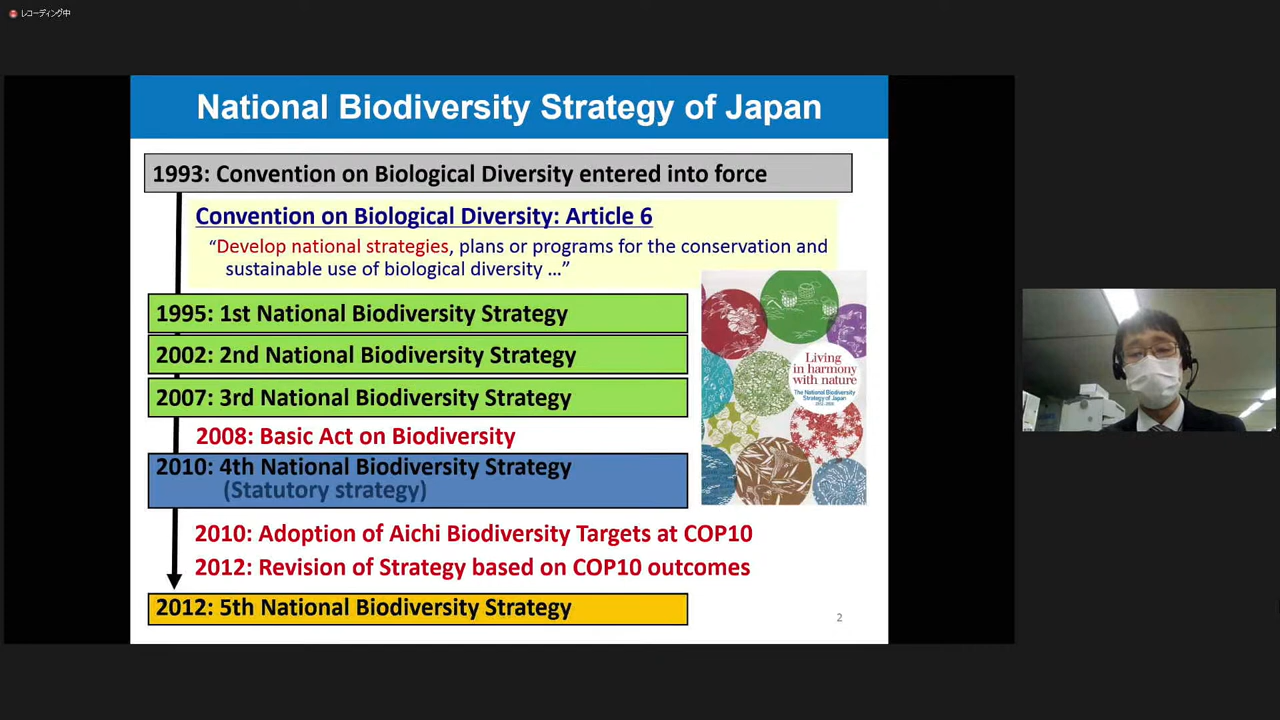 レコーディング中
National Biodiversity Strategy of Japan
1993: Convention on Biological Diversity entered into force
Convention on Biological Diversity: Article 6
“Develop national strategies, plans or programs for the conservation and
sustainable use of biological diversity …”
1995: 1st National Biodiversity Strategy
2002: 2nd National Biodiversity Strategy
2007: 3rd National Biodiversity Strategy
2008: Basic Act on Biodiversity
2010: 4th National Biodiversity Strategy
(Statutory strategy)
Living
in harmony
with nature
The National Biodiversity
Strategy of Japan
2010: Adoption of Aichi Biodiversity Targets at COP10
2012: Revision of Strategy based on COP10 outcomes
2012: 5th National Biodiversity Strategy
2